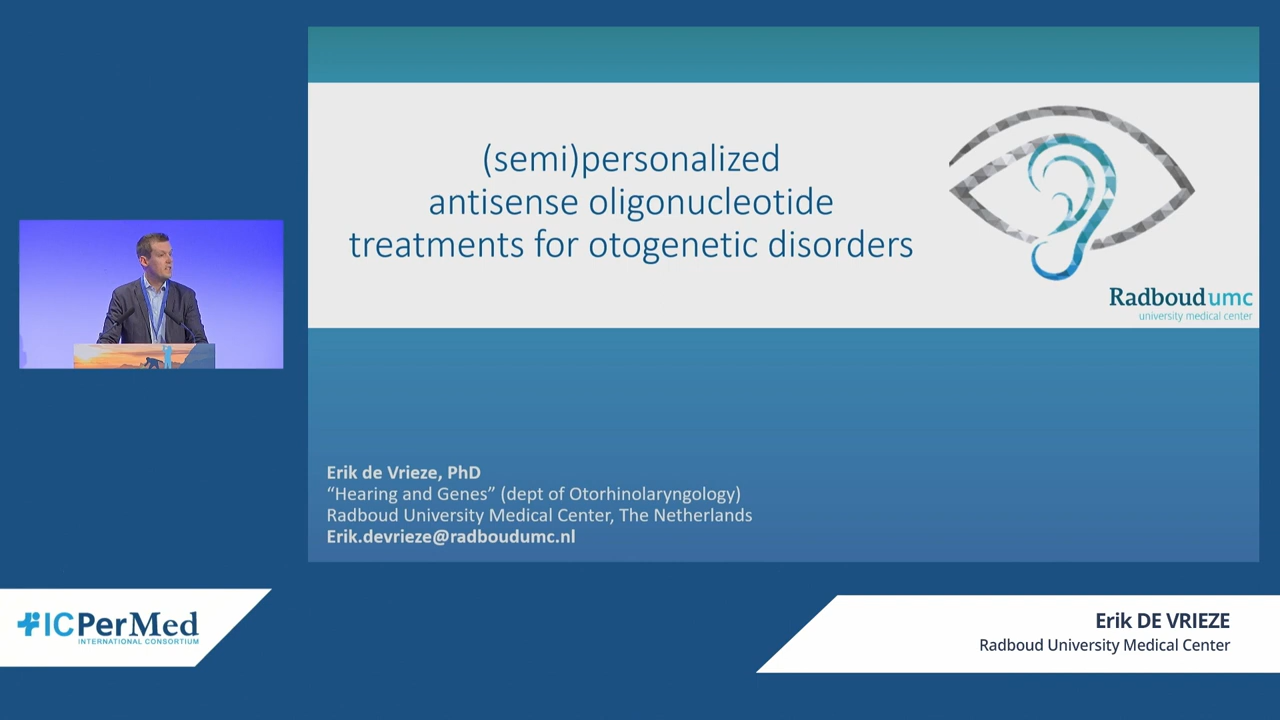 (semi)personalized
antisense oligonucleotide
treatments for otogenetic disorders
Radboudumc
university medical center
Erik de Vrieze, PhD
“Hearing and Genes” (dept of Otorhinolaryngology)
Radboud University Medical Center, The Netherlands
Erik.devrieze@radboudumc.nl
ICPerMed
INTERNATIONAL CONSORTIUM
Erik DE VRIEZE
Radboud University Medical Center